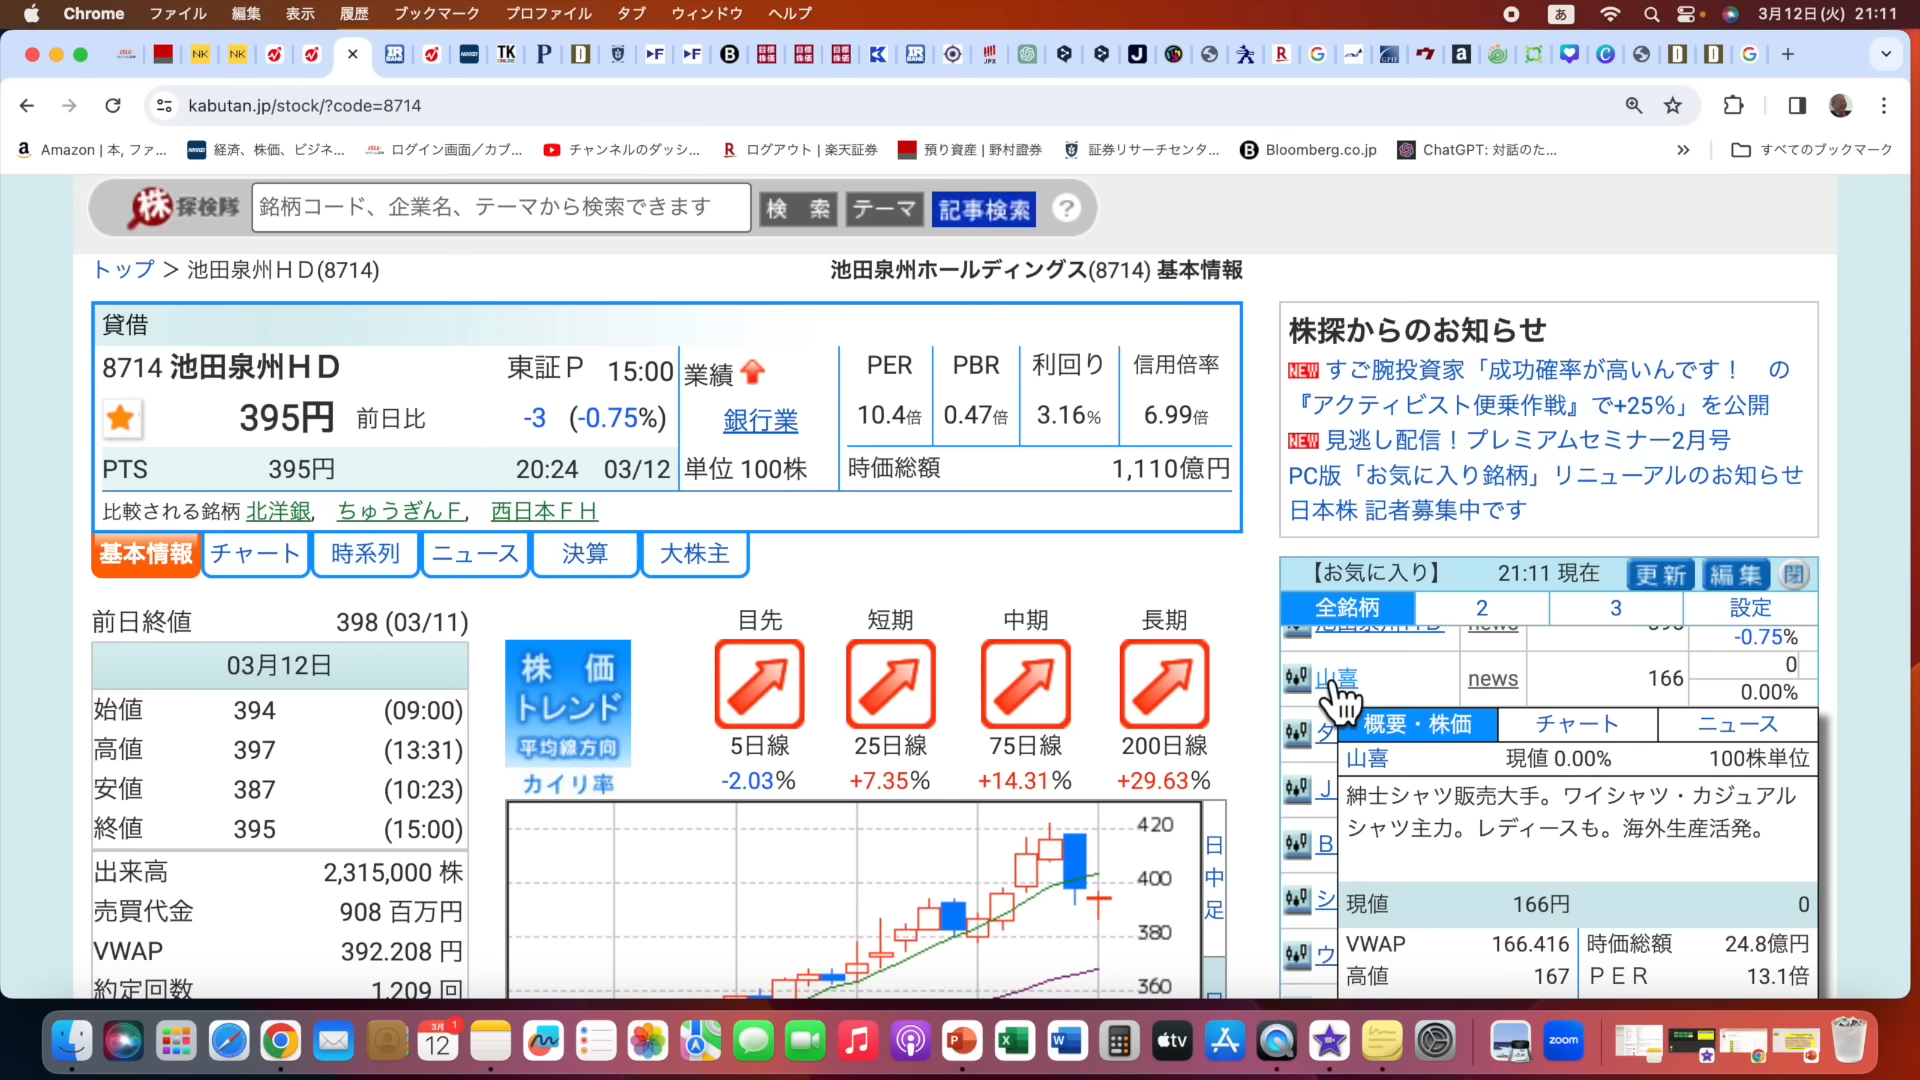 Chrome ファイル 編集 表示 履歴 ブックマーク プロファイル タブ ウィンドウ ヘルプ
あ 3月12日(火) 21:11
kabutan.jp/stock/?code=8714
Amazon | 本, ファ... 経済、株価、ビジネ... ログイン画面／カブ... チャンネルのダッシ... ログアウト | 楽天証券 預り資産 | 野村證券 証券リサーチセンタ... Bloomberg.co.jp ChatGPT: 対話のた... すべてのブックマーク
株探検隊 銘柄コード、企業名、テーマから検索できます 検 索 テーマ 記事検索 ?
トップ > 池田泉州ＨＤ(8714)
池田泉州ホールディングス(8714) 基本情報
貸借
8714 池田泉州ＨＤ 東証Ｐ 15:00
395円 前日比 -3 (-0.75%)
PTS 395円 20:24 03/12
業績
銀行業
単位 100株
PER PBR 利回り 信用倍率
10.4倍 0.47倍 3.16% 6.99倍
時価総額 1,110億円
比較される銘柄 北洋銀, ちゅうぎんＦ, 西日本ＦＨ
基本情報 チャート 時系列 ニュース 決算 大株主
前日終値 398 (03/11)
03月12日
始値 394 (09:00)
高値 397 (13:31)
安値 387 (10:23)
終値 395 (15:00)
出来高 2,315,000 株
売買代金 908 百万円
VWAP 392.208 円
約定回数 1,209 回
株 価
トレンド
平均線方向
カイリ率
目先 短期 中期 長期
5日線 25日線 75日線 200日線
-2.03% +7.35% +14.31% +29.63%
420
400
380
360
日
中
足
株探からのお知らせ
NEW すご腕投資家「成功確率が高いんです！　の
『アクティビスト便乗作戦』で+25％」を公開
NEW 見逃し配信！プレミアムセミナー2月号
PC版「お気に入り銘柄」リニューアルのお知らせ
日本株 記者募集中です
【お気に入り】 21:11 現在 更新 編集 閉
全銘柄 2 3 設定
池田泉州ＨＤ news 395 -0.75%
山喜 news 166 0
0.00%
タ
Ｊ
Ｂ
シ
ウ
概要・株価 チャート ニュース
山喜 現値 0.00% 100株単位
紳士シャツ販売大手。ワイシャツ・カジュアル
シャツ主力。レディースも。海外生産活発。
現値 166円 0
VWAP 166.416 時価総額 24.8億円
高値 167 ＰＥＲ 13.1倍
3月 12 1
tv
zoom